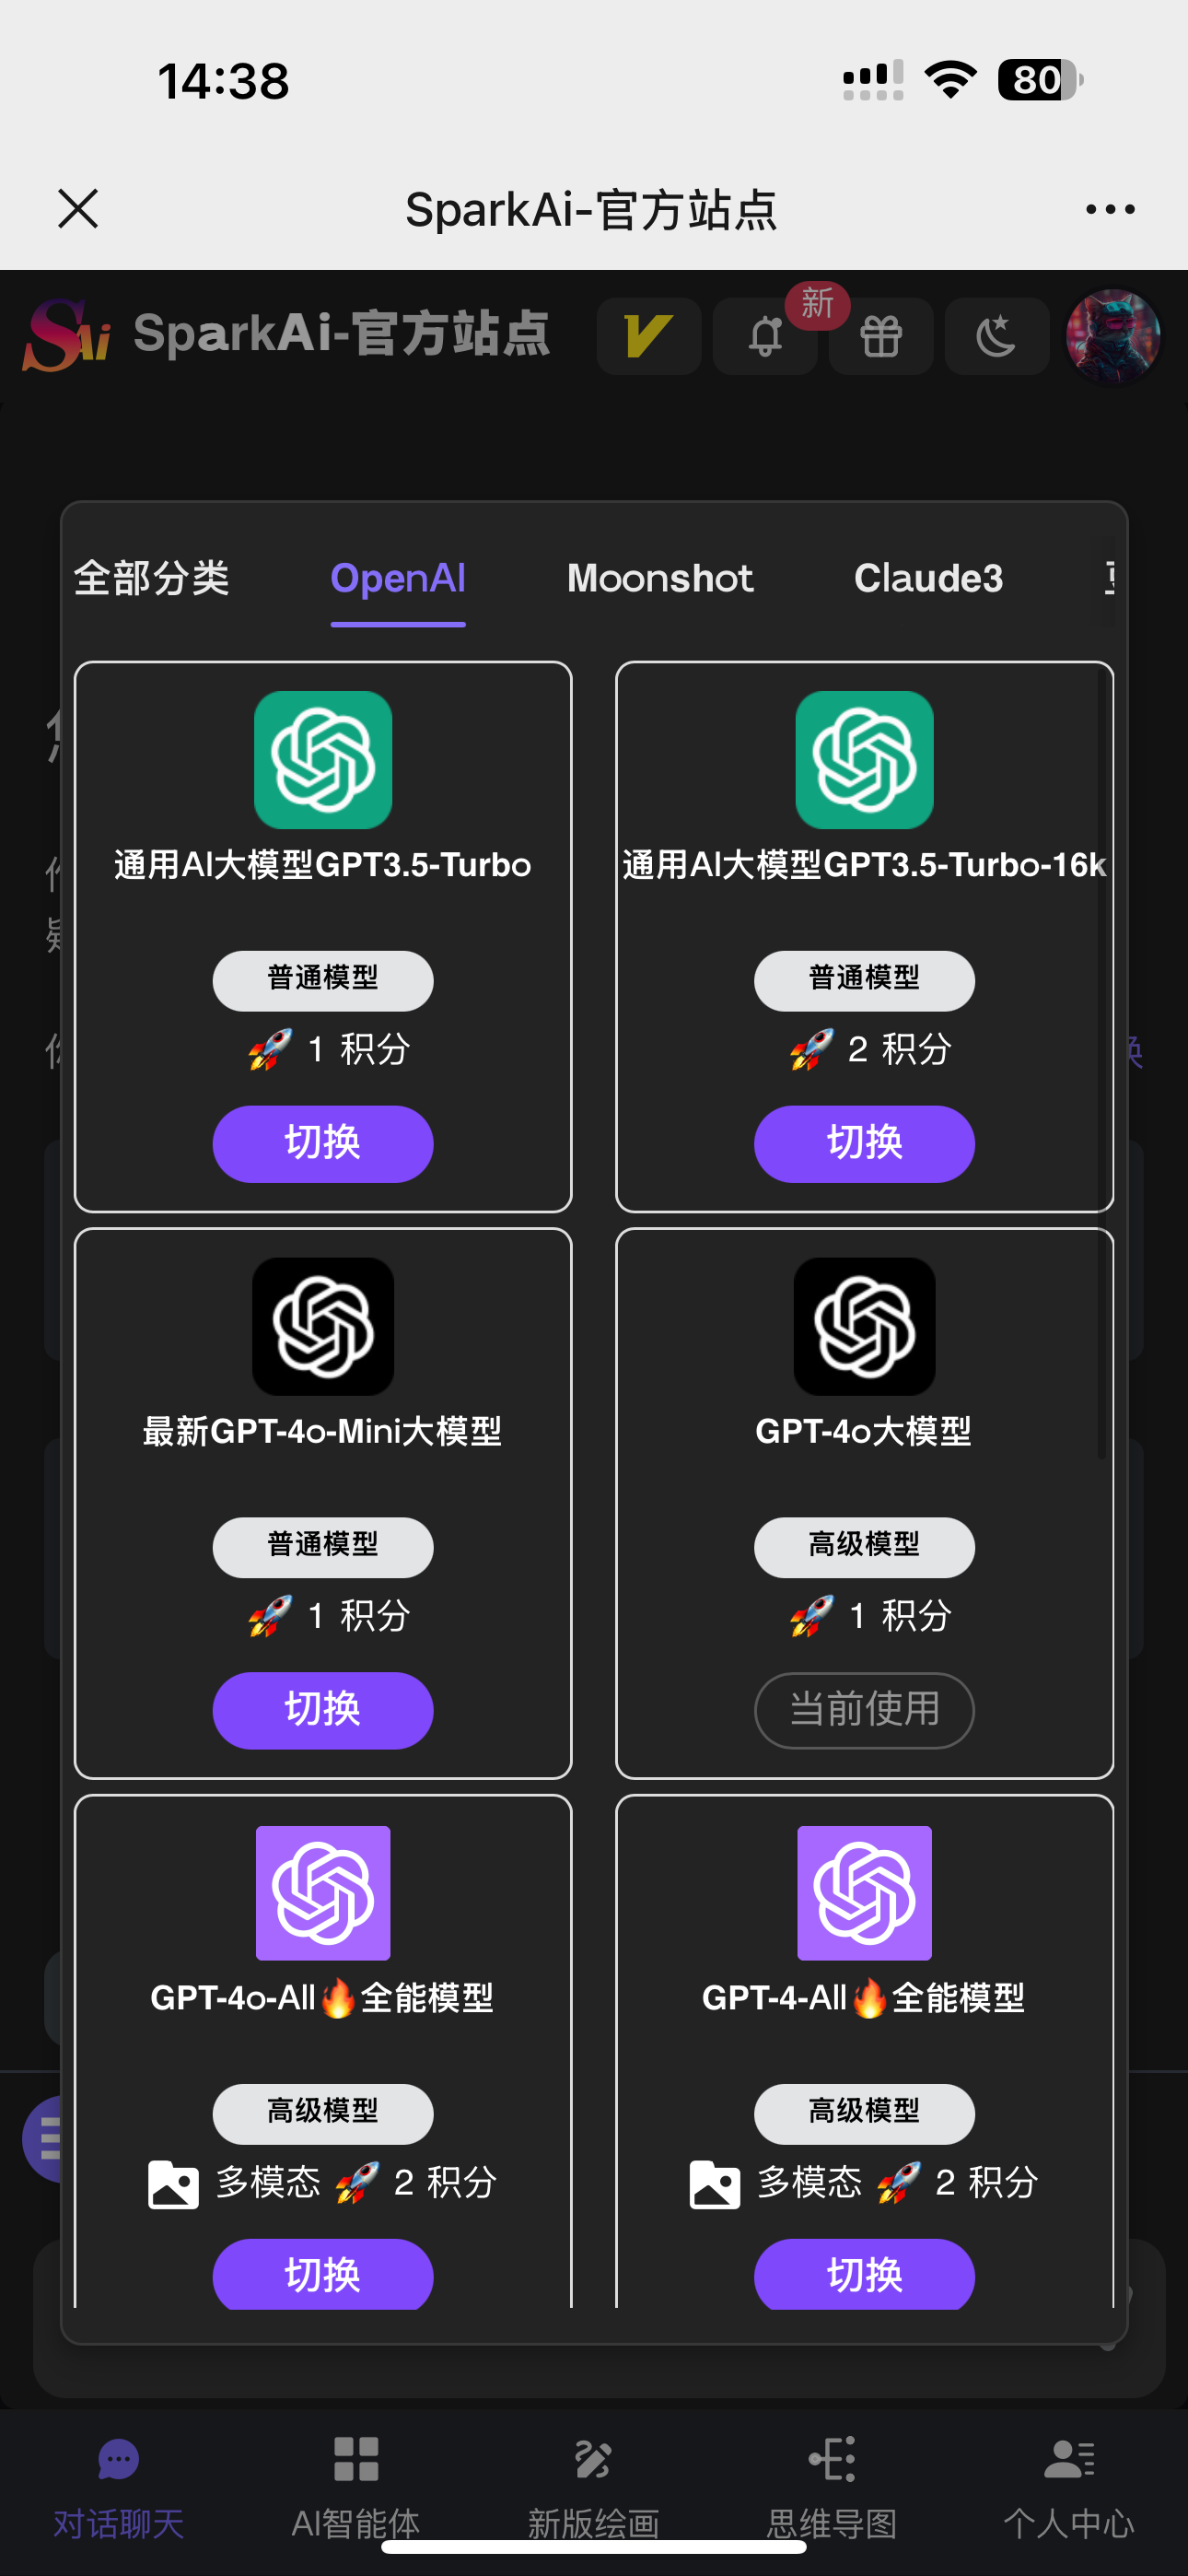 14:38
80
SparkAi-官方站点
SAi SparkAi-官方站点
新
全部分类 OpenAI Moonshot Claude3
通用AI大模型GPT3.5-Turbo
普通模型
🚀 1 积分
切换
通用AI大模型GPT3.5-Turbo-16k
普通模型
🚀 2 积分
切换
最新GPT-4o-Mini大模型
普通模型
🚀 1 积分
切换
GPT-4o大模型
高级模型
🚀 1 积分
当前使用
GPT-4o-All🔥全能模型
高级模型
多模态 🚀 2 积分
切换
GPT-4-All🔥全能模型
高级模型
多模态 🚀 2 积分
切换
对话聊天 AI智能体 新版绘画 思维导图 个人中心